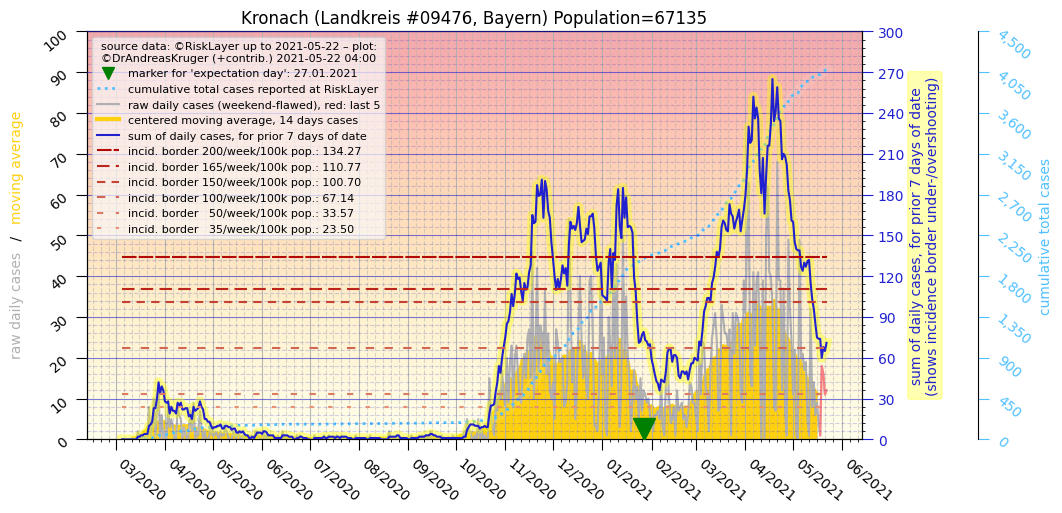 Kronach (Landkreis #09476, Bayern) Population=67135
source data: ©RiskLayer up to 2021-05-22 – plot:
©DrAndreasKruger (+contrib.) 2021-05-22 04:00
marker for 'expectation day': 27.01.2021
cumulative total cases reported at RiskLayer
raw daily cases (weekend-flawed), red: last 5
centered moving average, 14 days cases
sum of daily cases, for prior 7 days of date
incid. border 200/week/100k pop.: 134.27
incid. border 165/week/100k pop.: 110.77
incid. border 150/week/100k pop.: 100.70
incid. border 100/week/100k pop.: 67.14
incid. border 50/week/100k pop.: 33.57
incid. border 35/week/100k pop.: 23.50
raw daily cases / moving average
100
90
80
70
60
50
40
30
20
10
0
03/2020
04/2020
05/2020
06/2020
07/2020
08/2020
09/2020
10/2020
11/2020
12/2020
01/2021
02/2021
03/2021
04/2021
05/2021
06/2021
300
270
240
210
180
150
120
90
60
30
0
sum of daily cases, for prior 7 days of date
(shows incidence border under-/overshooting)
4,500
4,050
3,600
3,150
2,700
2,250
1,800
1,350
900
450
0
cumulative total cases